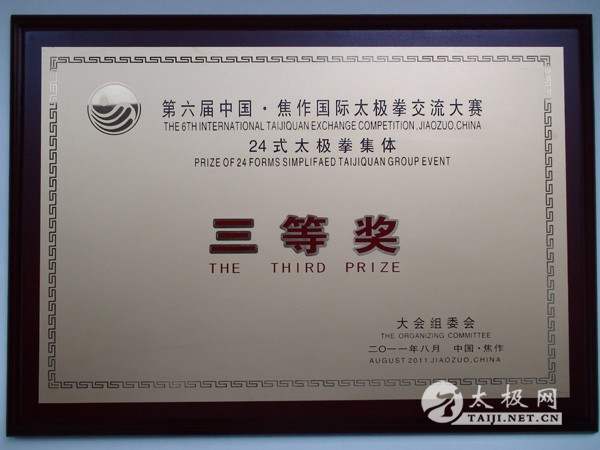 第六届中国·焦作国际太极拳交流大赛
THE 6TH INTERNATIONAL TAIJIQUAN EXCHANGE COMPETITION, JIAOZUO, CHINA
24式太极拳集体
PRIZE OF 24 FORMS SIMPLIFAED TAIJIQUAN GROUP EVENT
三等奖
THE THIRD PRIZE
大会组委会
THE ORGANIZING COMMITTEE
二〇一一年八月 中国·焦作
AUGUST 2011 JIAOZUO, CHINA
太极网
TAIJI.NET.CN